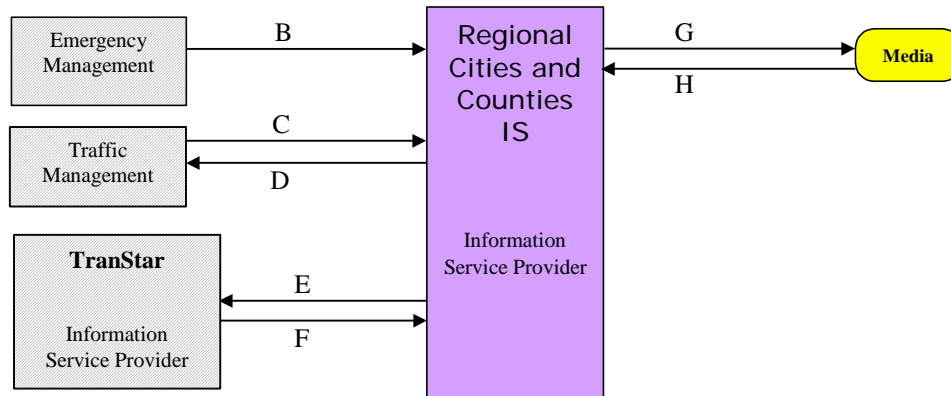 Emergency
Management
B
Regional
Cities and
Counties
IS
G
Media
H
Traffic
Management
C
D
TranStar
Information
Service Provider
E
F
Information
Service Provider